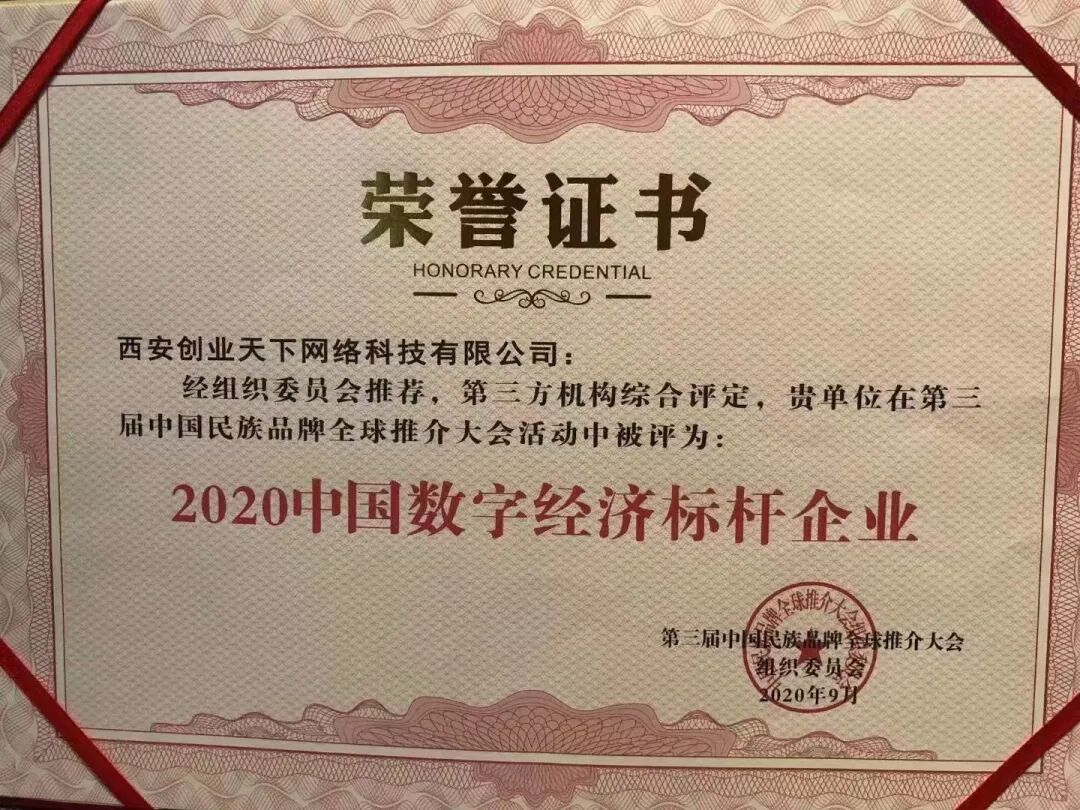 荣誉证书
HONORARY CREDENTIAL
西安创业天下网络科技有限公司：
经组织委员会推荐，第三方机构综合评定，贵单位在第三
届中国民族品牌全球推介大会活动中被评为：
2020中国数字经济标杆企业
第三届中国民族品牌全球推介大会
组织委员会
2020年9月